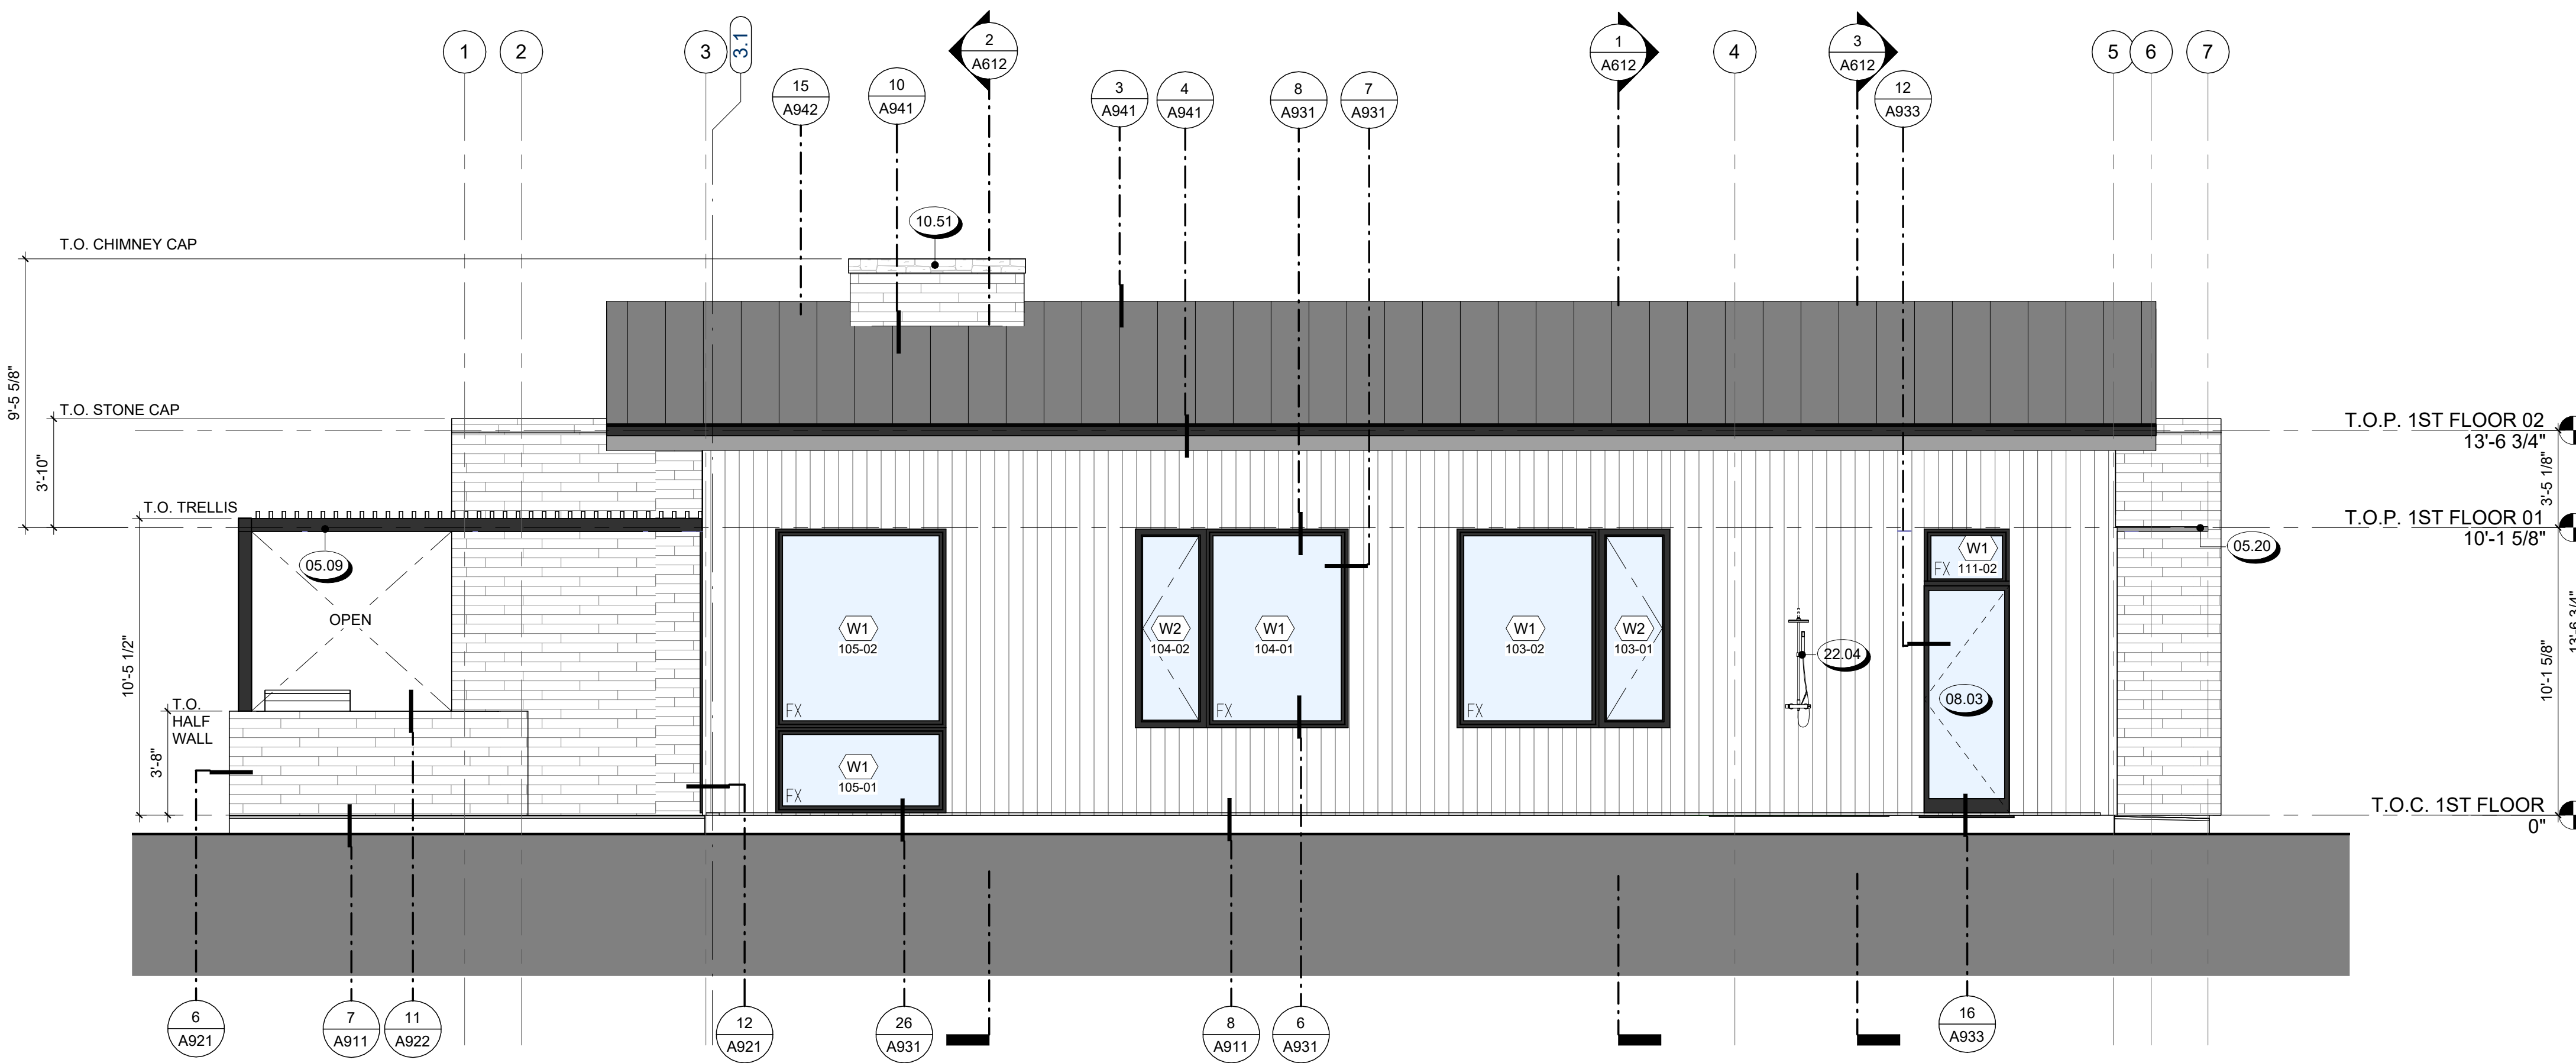 1
2
3
3.1
2
A612
1
A612
4
3
A612
5
6
7
15
A942
10
A941
3
A941
4
A941
8
A931
7
A931
12
A933
10.51
T.O. CHIMNEY CAP
9'-5 5/8"
T.O. STONE CAP
3'-10"
T.O. TRELLIS
10'-5 1/2"
T.O.
HALF
WALL
3'-8"
05.09
OPEN
T.O.P. 1ST FLOOR 02
13'-6 3/4"
3'-5 1/8"
T.O.P. 1ST FLOOR 01
10'-1 5/8"
05.20
W1
FX 111-02
W1
105-02
FX
W1
105-01
FX
W2
104-02
W1
104-01
FX
W1
103-02
FX
W2
103-01
22.04
08.03
10'-1 5/8"
13'-6 3/4"
T.O.C. 1ST FLOOR
0"
6
A921
7
A911
11
A922
12
A921
26
A931
8
A911
6
A931
16
A933